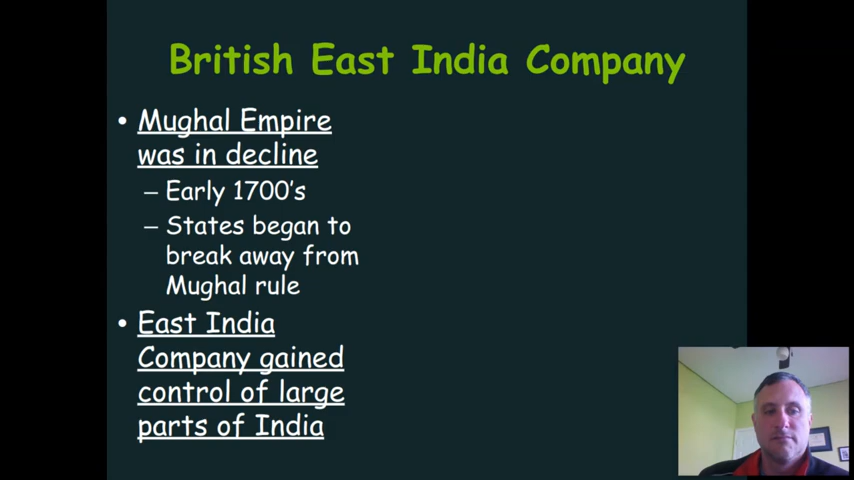 British East India Company
• Mughal Empire
was in decline
– Early 1700's
– States began to
break away from
Mughal rule
• East India
Company gained
control of large
parts of India